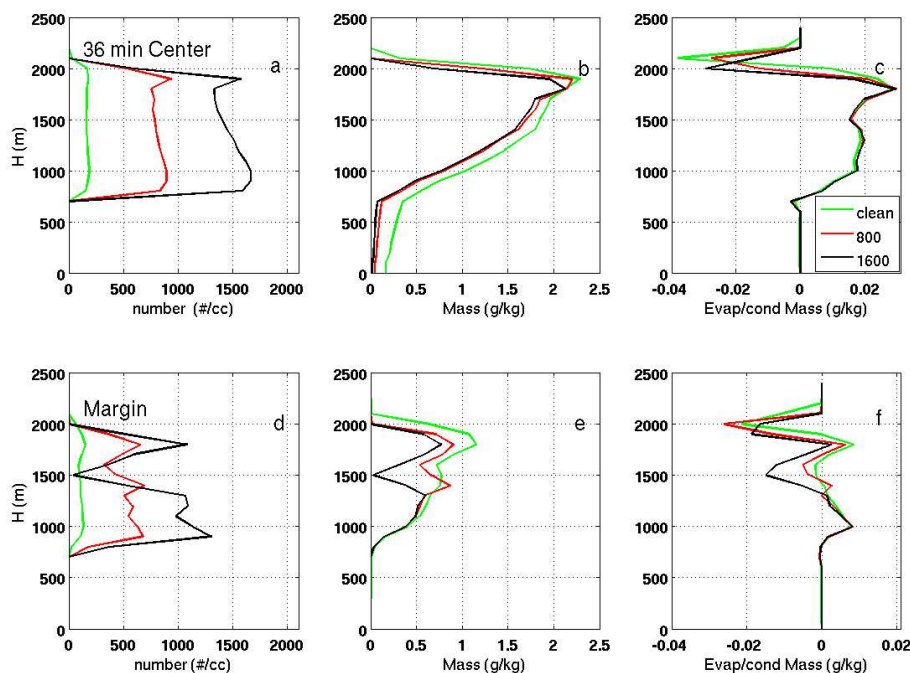 2500
2000
1500
1000
500
0
H (m)
36 min Center
a
0 500 1000 1500 2000
number (#/cc)
2500
2000
1500
1000
500
0
b
0 0.5 1 1.5 2 2.5
Mass (g/kg)
2500
2000
1500
1000
500
0
c
clean
800
1600
-0.04 -0.02 0 0.02
Evap/cond Mass (g/kg)
2500
2000
1500
1000
500
0
H (m)
Margin
d
0 500 1000 1500 2000
number (#/cc)
2500
2000
1500
1000
500
0
e
0 0.5 1 1.5 2 2.5
Mass (g/kg)
2500
2000
1500
1000
500
0
f
-0.04 -0.02 0 0.02
Evap/cond Mass (g/kg)